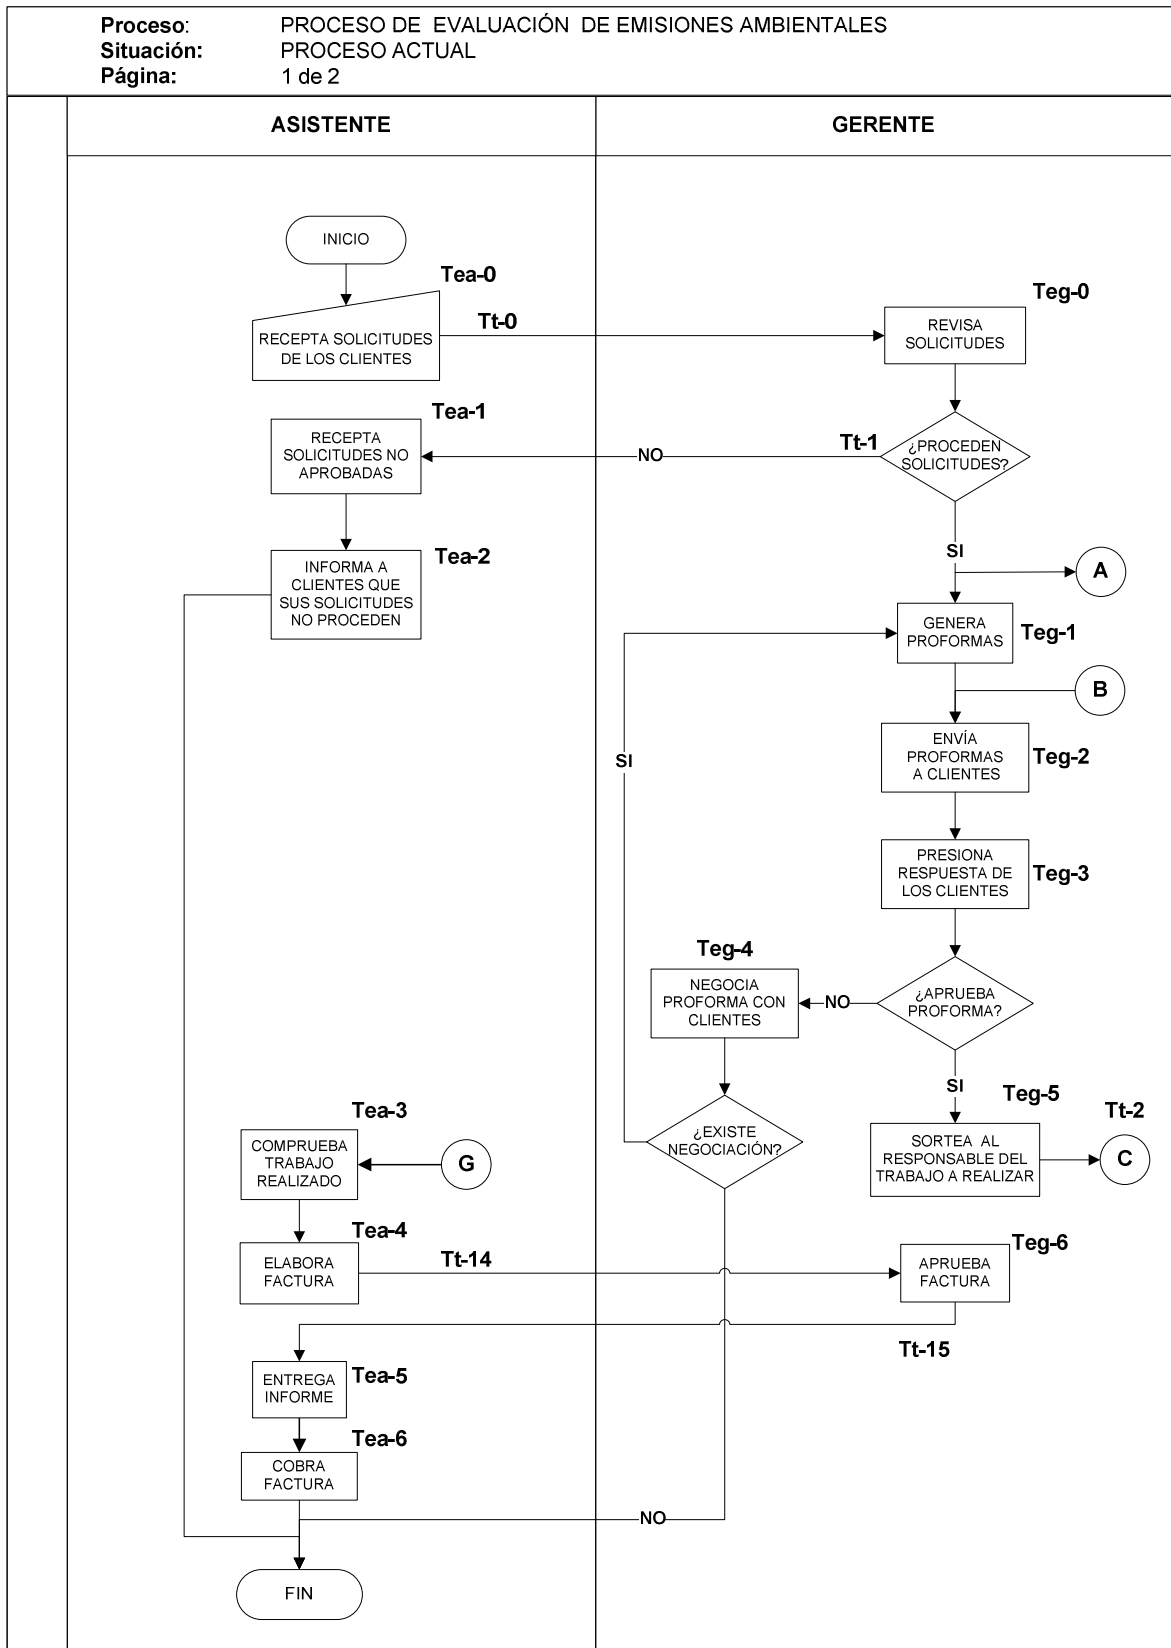 Proceso: PROCESO DE EVALUACIÓN DE EMISIONES AMBIENTALES
Situación: PROCESO ACTUAL
Página: 1 de 2
ASISTENTE
GERENTE
INICIO
Tea-0
RECEPTA SOLICITUDES
DE LOS CLIENTES
Tt-0
Teg-0
REVISA
SOLICITUDES
Tea-1
RECEPTA
SOLICITUDES NO
APROBADAS
NO
Tt-1
¿PROCEDEN
SOLICITUDES?
Tea-2
INFORMA A
CLIENTES QUE
SUS SOLICITUDES
NO PROCEDEN
SI
A
GENERA
PROFORMAS
Teg-1
B
SI
ENVÍA
PROFORMAS
A CLIENTES
Teg-2
PRESIONA
RESPUESTA DE
LOS CLIENTES
Teg-3
Teg-4
NEGOCIA
PROFORMA CON
CLIENTES
NO
¿APRUEBA
PROFORMA?
SI
Teg-5
Tt-2
Tea-3
COMPRUEBA
TRABAJO
REALIZADO
G
¿EXISTE
NEGOCIACIÓN?
SORTEA AL
RESPONSABLE DEL
TRABAJO A REALIZAR
C
Tea-4
ELABORA
FACTURA
Tt-14
Teg-6
APRUEBA
FACTURA
Tt-15
ENTREGA
INFORME
Tea-5
Tea-6
COBRA
FACTURA
NO
FIN